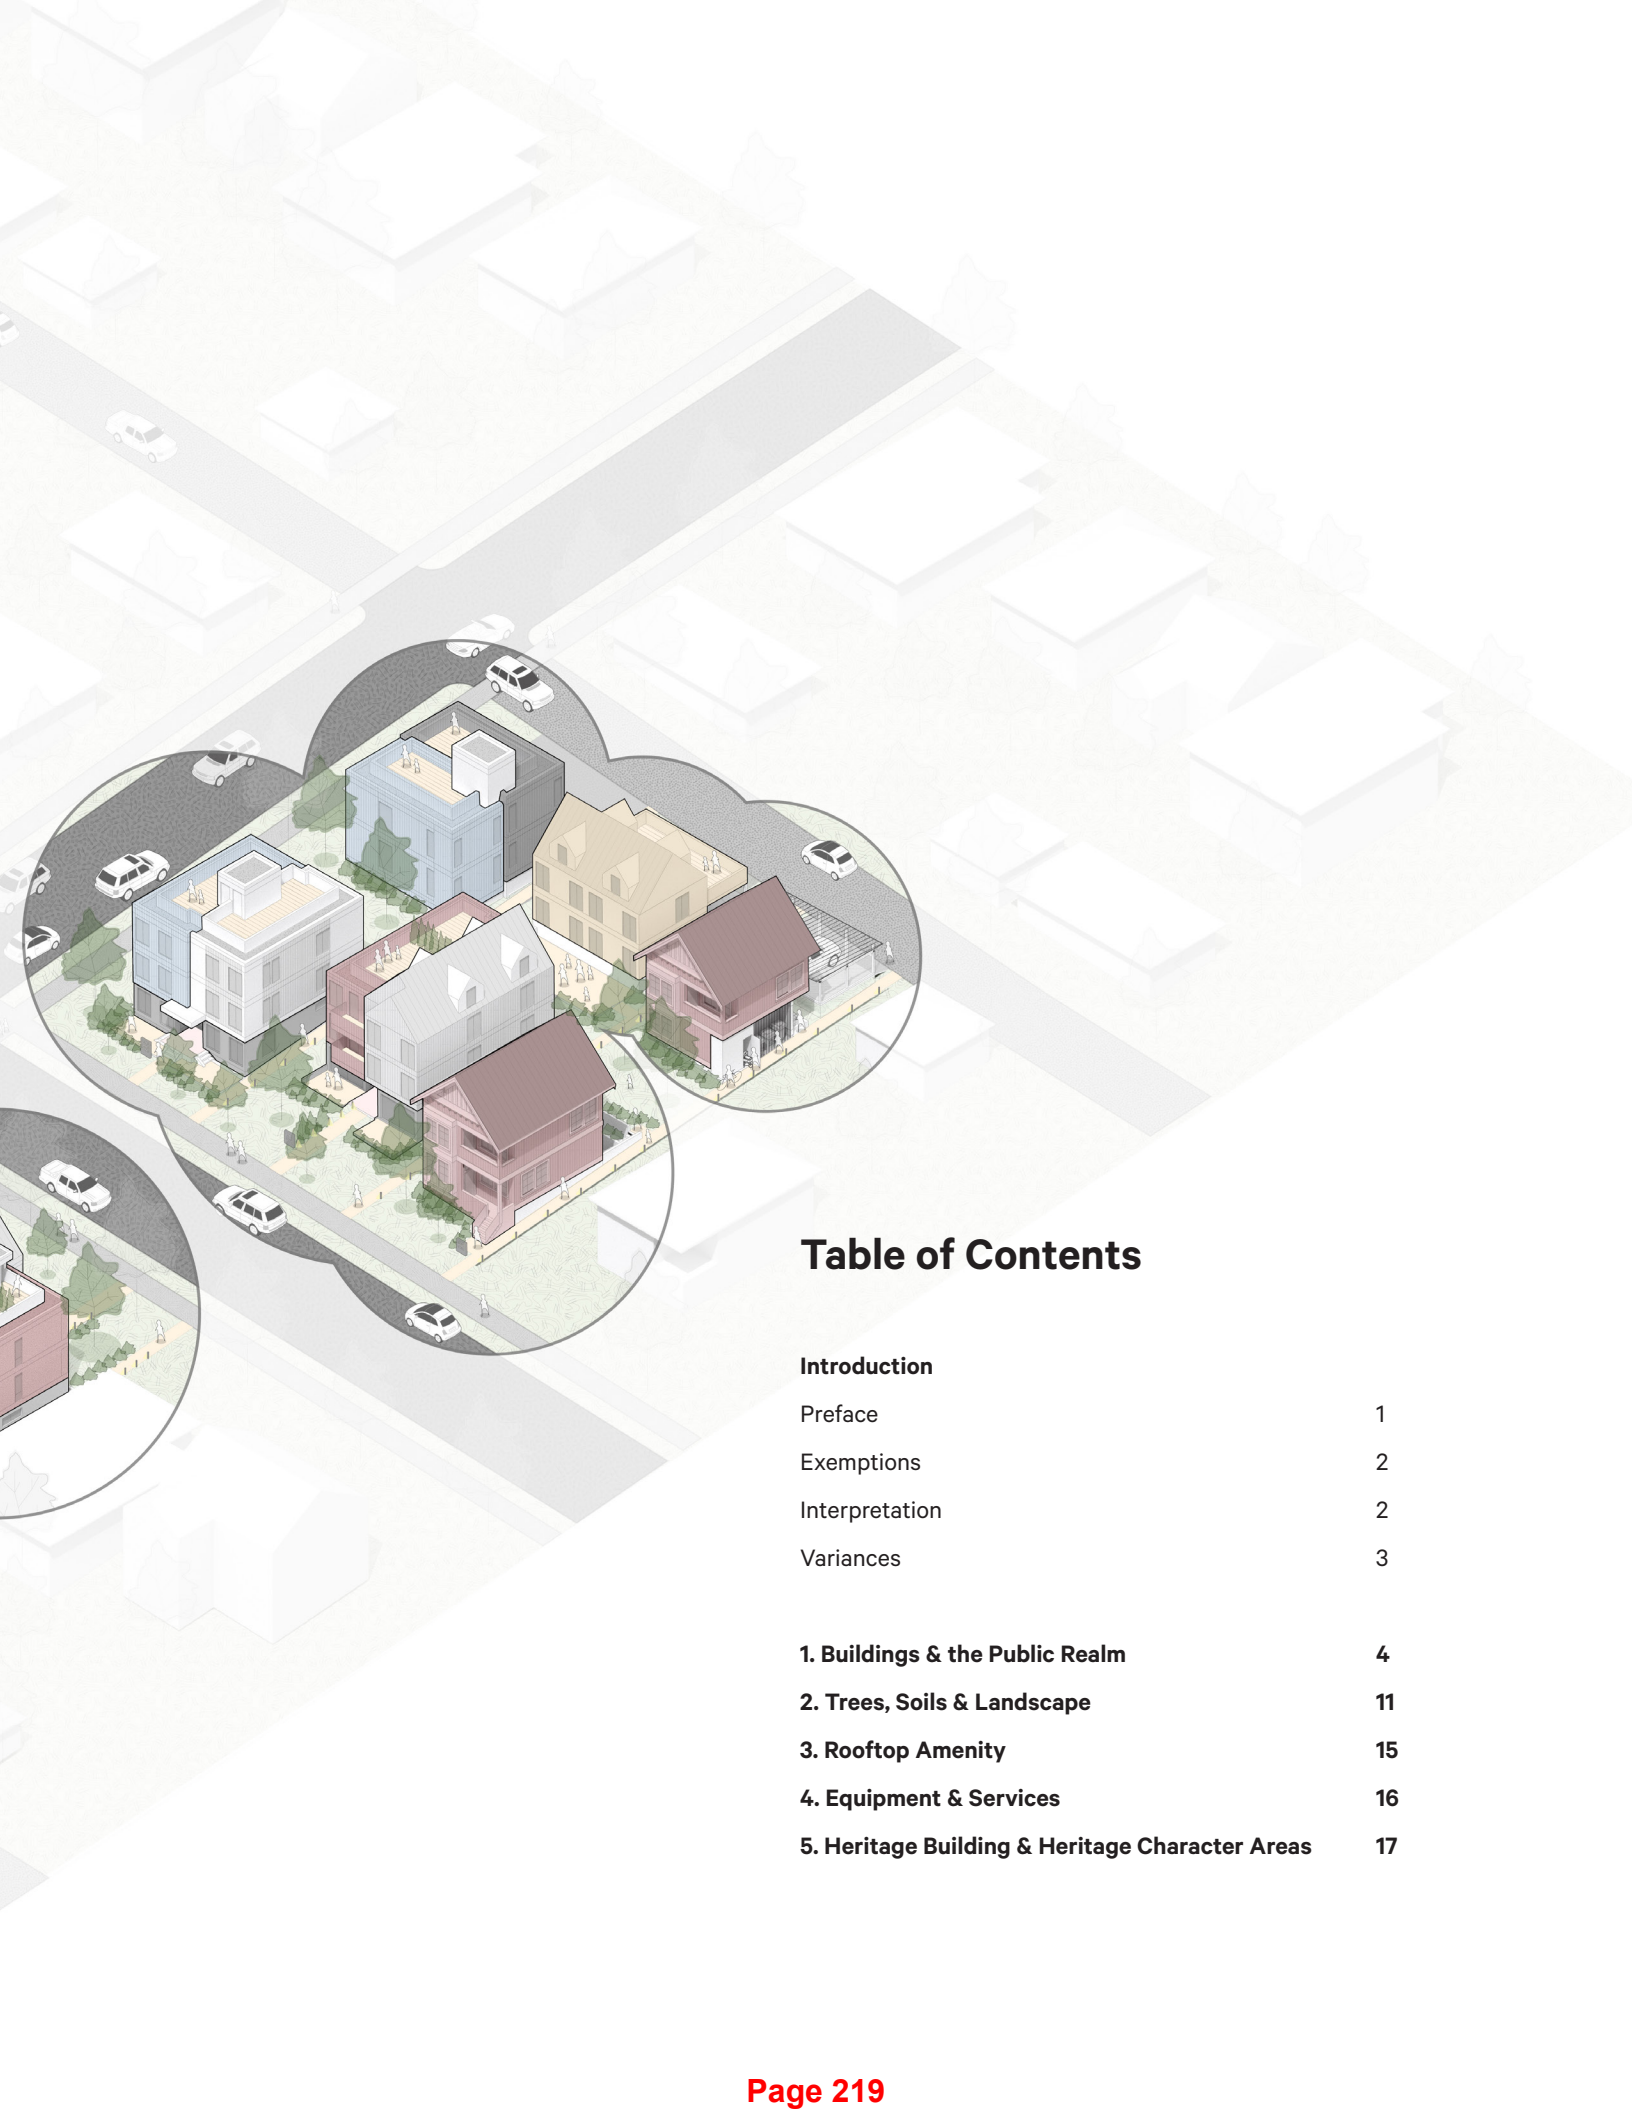 Table of Contents
Introduction
Preface 1
Exemptions 2
Interpretation 2
Variances 3
1. Buildings & the Public Realm 4
2. Trees, Soils & Landscape 11
3. Rooftop Amenity 15
4. Equipment & Services 16
5. Heritage Building & Heritage Character Areas 17
Page 219